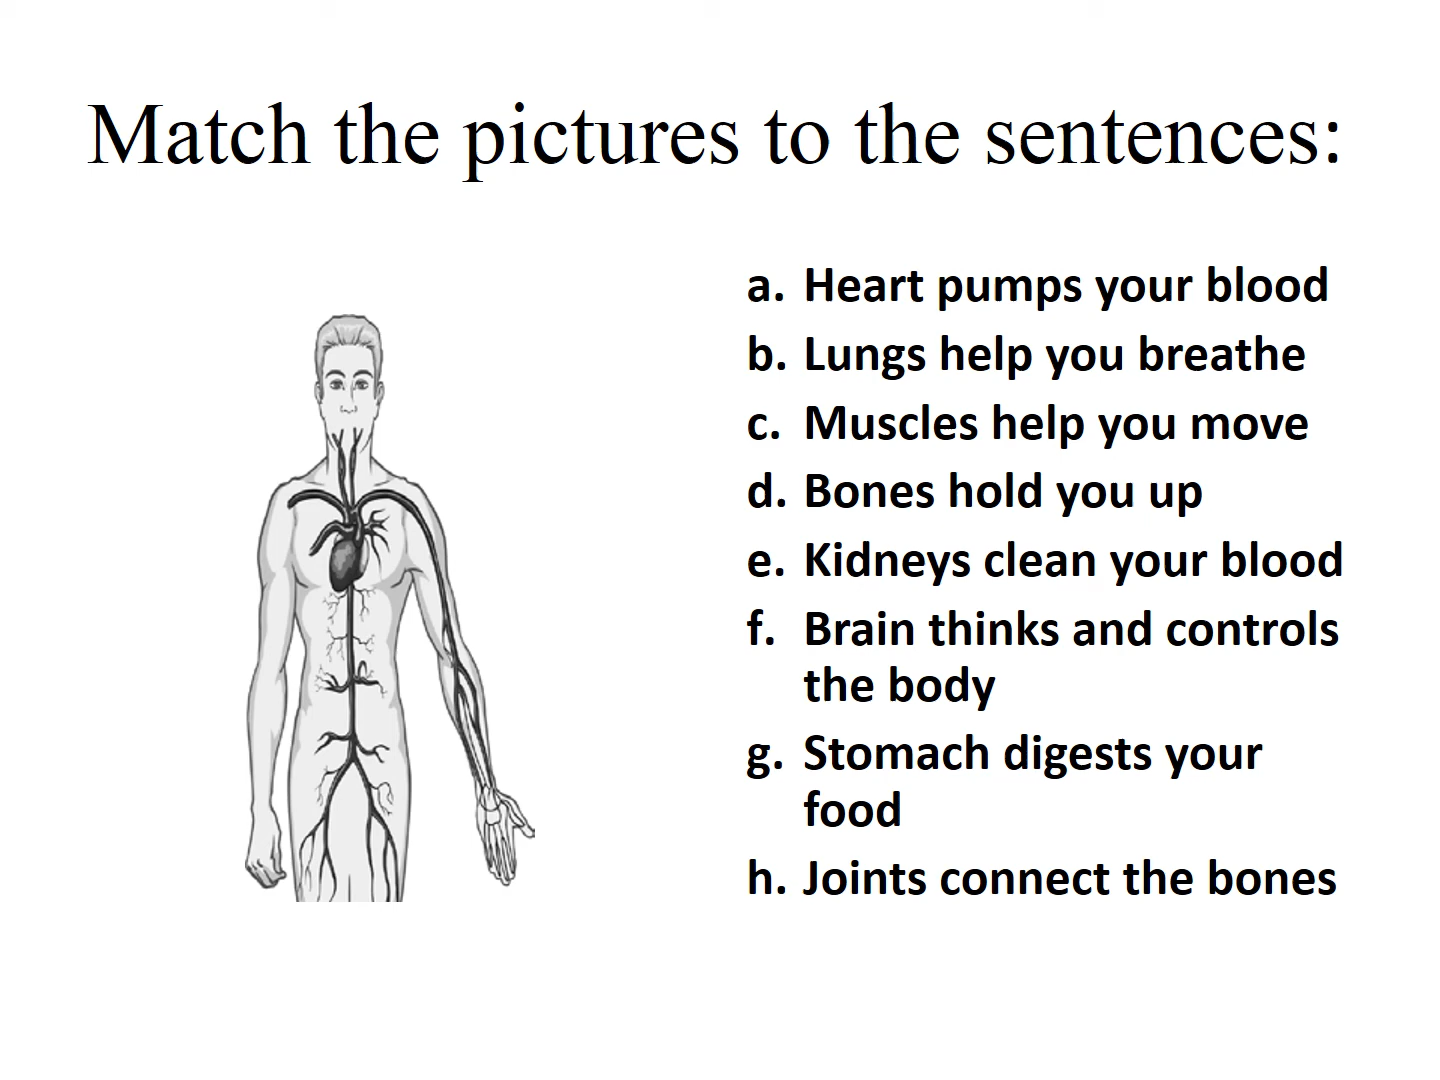 Match the pictures to the sentences:
a. Heart pumps your blood
b. Lungs help you breathe
c. Muscles help you move
d. Bones hold you up
e. Kidneys clean your blood
f. Brain thinks and controls
the body
g. Stomach digests your
food
h. Joints connect the bones